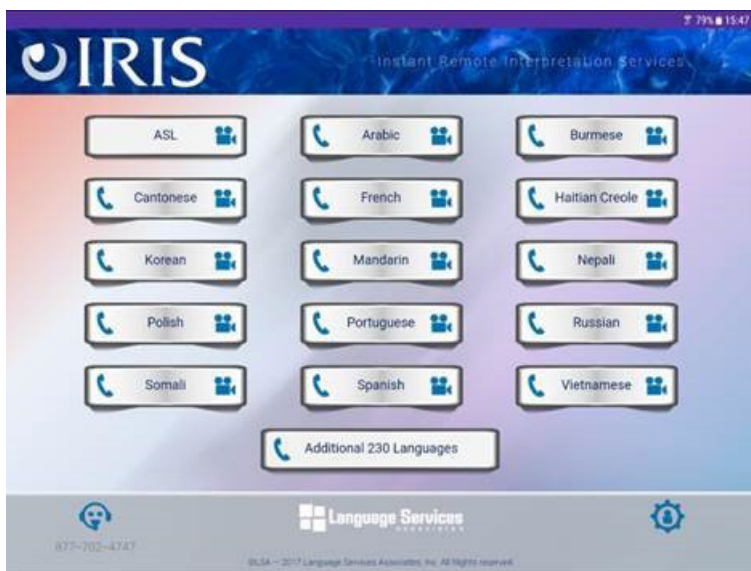 79% 15:47
IRIS
Instant Remote Interpretation Services
ASL Arabic Burmese
Cantonese French Haitian Creole
Korean Mandarin Nepali
Polish Portuguese Russian
Somali Spanish Vietnamese
Additional 230 Languages
Language Services
ASSOCIATES
877-702-4747
©LSA – 2017 Language Services Associates, Inc. All Rights reserved.